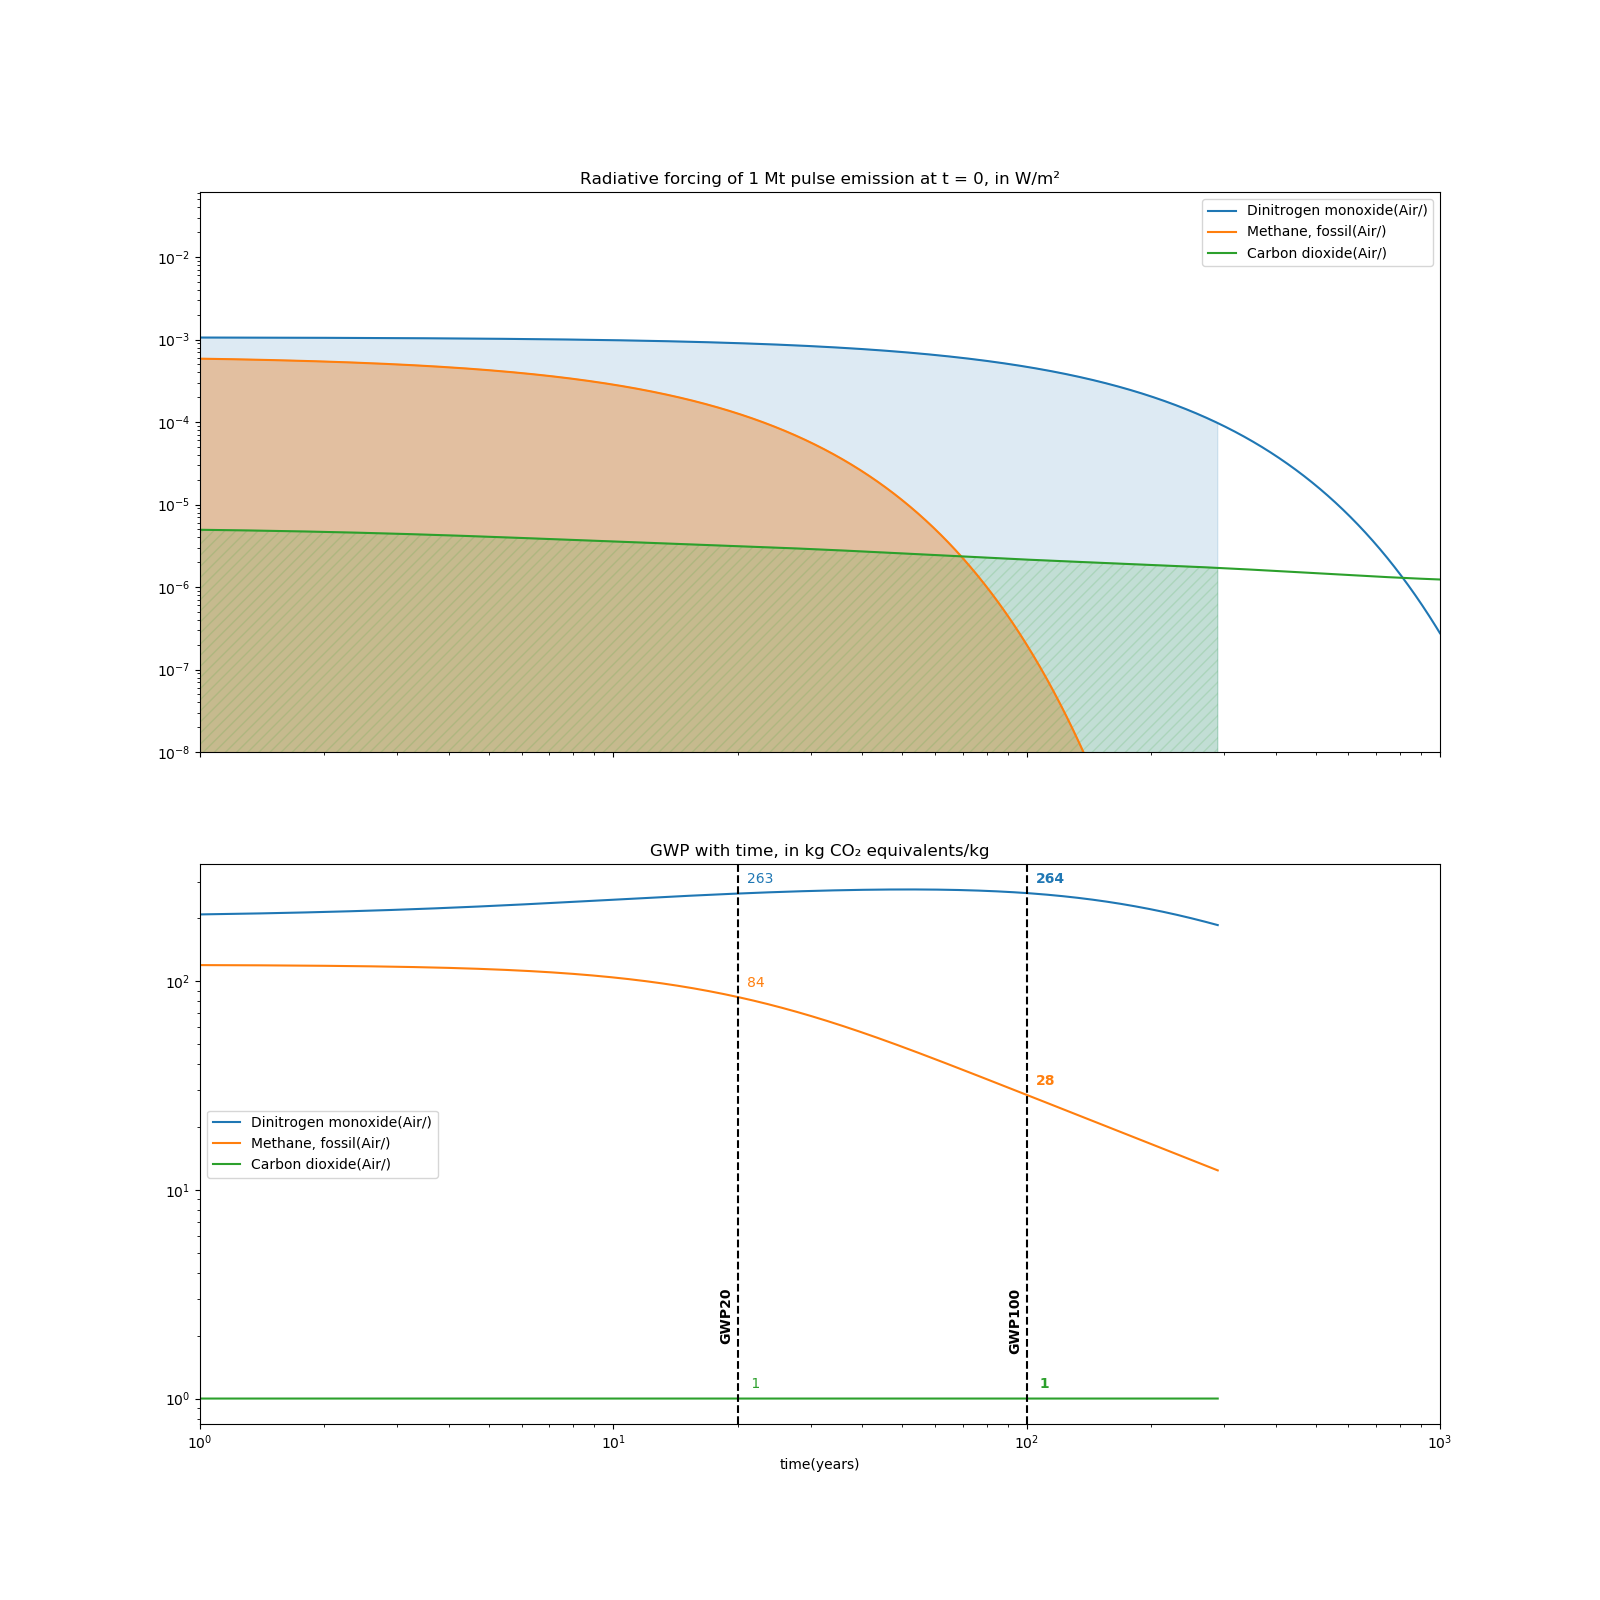 Radiative forcing of 1 Mt pulse emission at t = 0, in W/m²
Dinitrogen monoxide(Air/)
Methane, fossil(Air/)
Carbon dioxide(Air/)
10⁻²
10⁻³
10⁻⁴
10⁻⁵
10⁻⁶
10⁻⁷
10⁻⁸
GWP with time, in kg CO₂ equivalents/kg
263
264
84
28
10²
10¹
10⁰
Dinitrogen monoxide(Air/)
Methane, fossil(Air/)
Carbon dioxide(Air/)
GWP20
GWP100
1
1
10⁰
10¹
10²
10³
time(years)